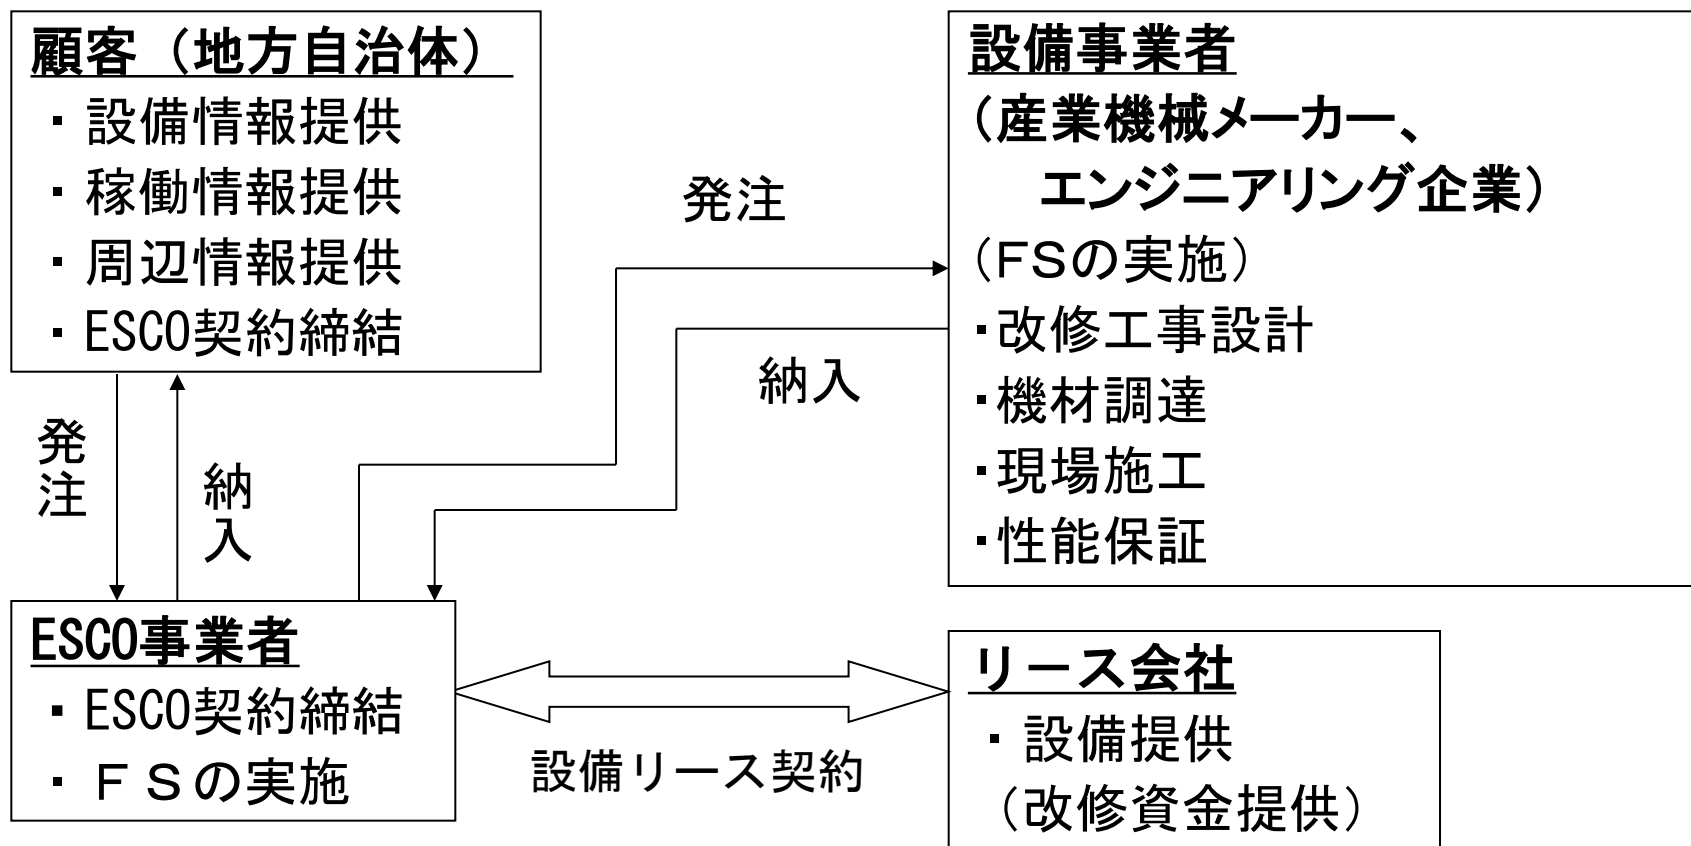 顧客（地方自治体）
・設備情報提供
・稼働情報提供
・周辺情報提供
・ESCO契約締結
設備事業者
（産業機械メーカー、
エンジニアリング企業）
（ＦＳの実施）
・改修工事設計
・機材調達
・現場施工
・性能保証
発注
納入
発注
納入
ESCO事業者
・ESCO契約締結
・ＦＳの実施
設備リース契約
リース会社
・設備提供
（改修資金提供）